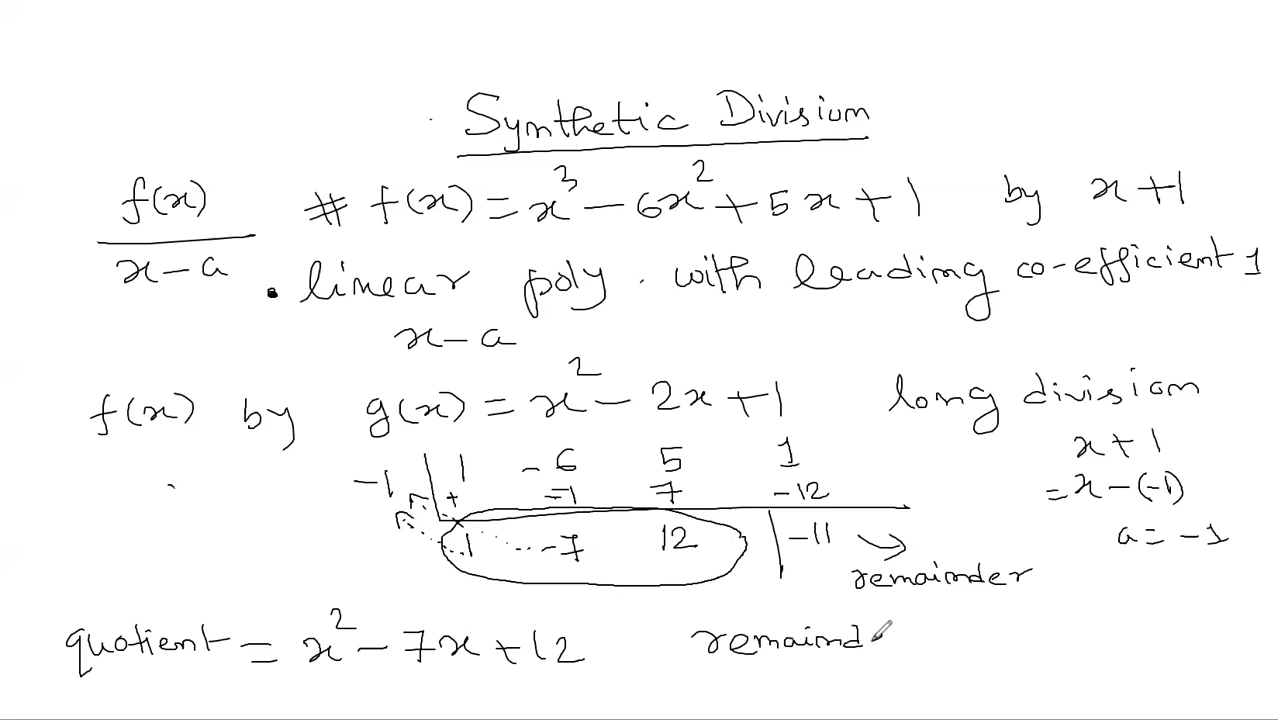 Synthetic Division
f(x) / x - a
# f(x) = x³ - 6x² + 5x + 1 by x + 1
. linear poly. with leading co-efficient 1
x - a
f(x) by g(x) = x² - 2x + 1 long division
x + 1
= x - (-1)
a = -1
-1 | 1 -6 5 1
+ -1 7 -12
1 -7 12 | -11 → remainder
quotient = x² - 7x + 12 remaind